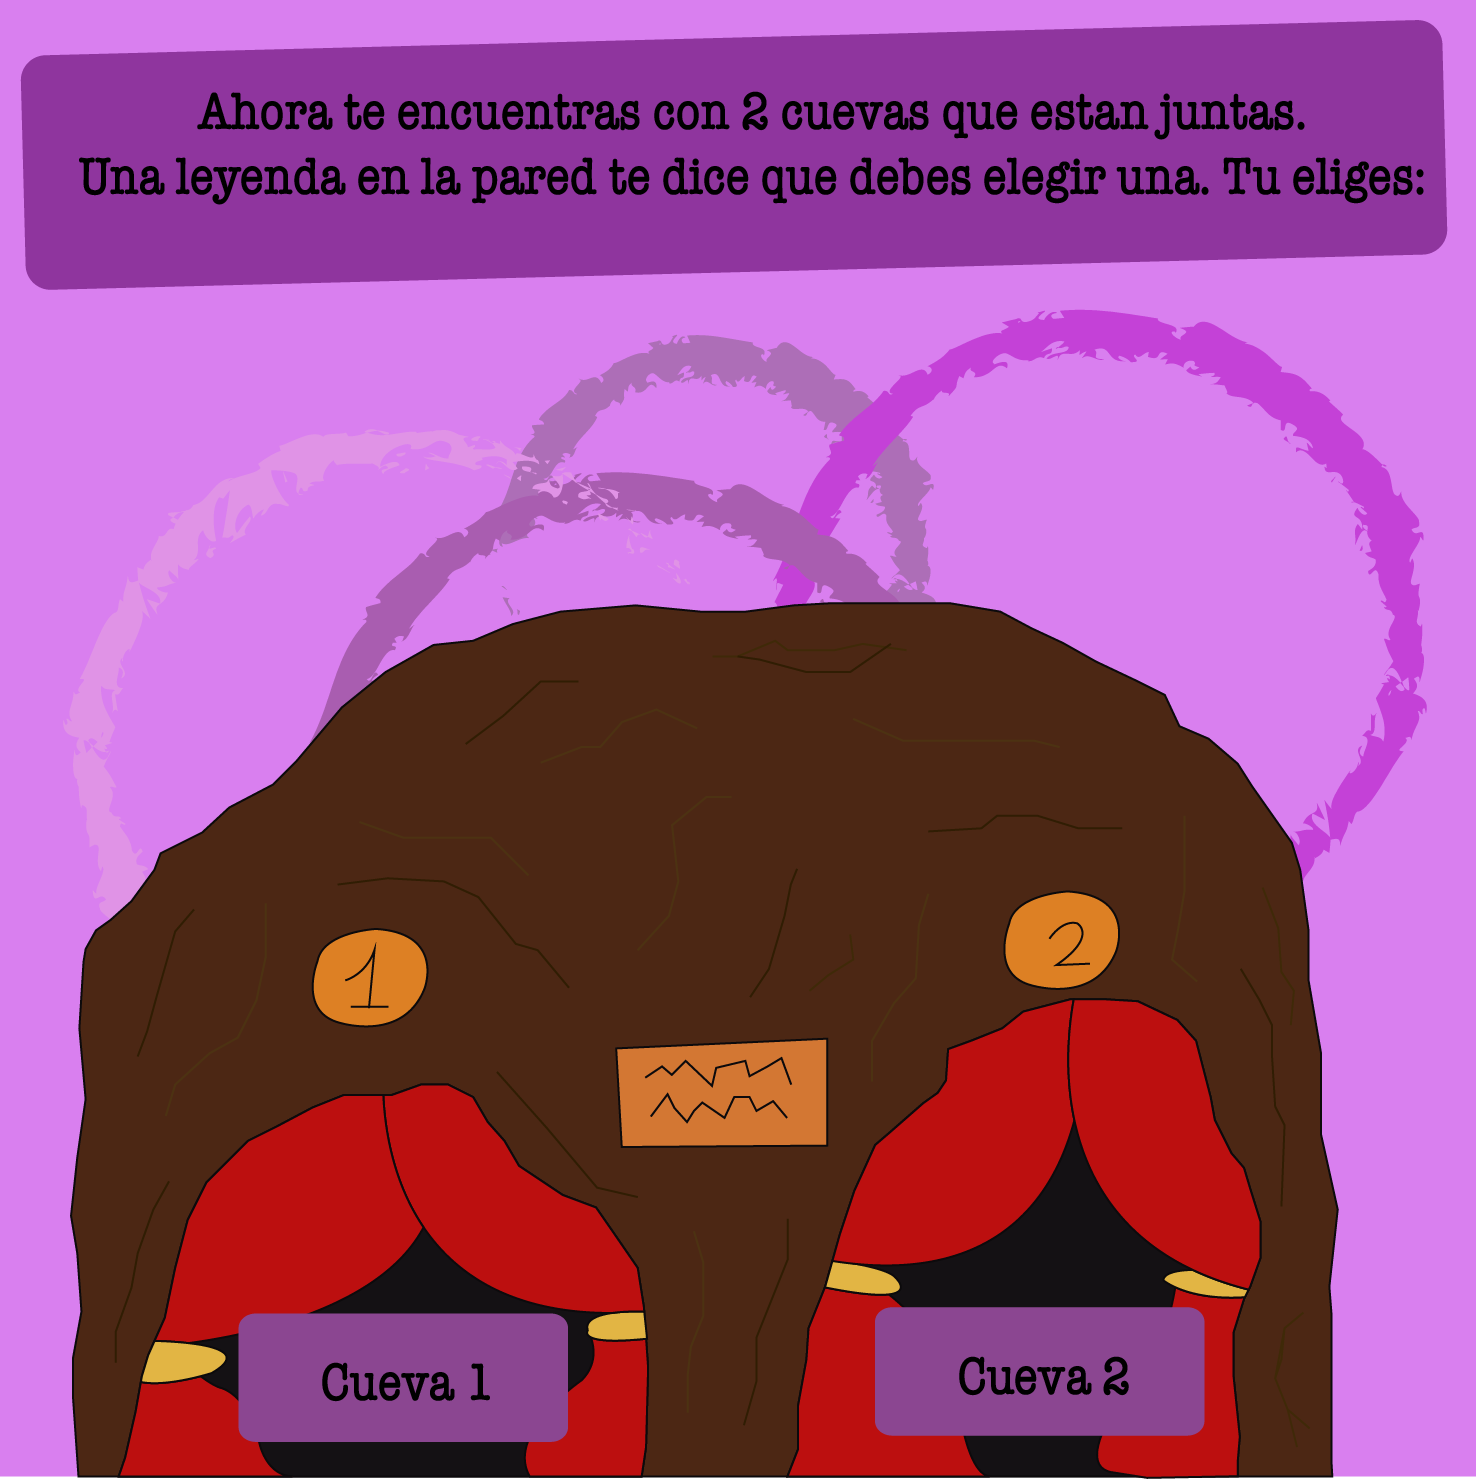 Ahora te encuentras con 2 cuevas que estan juntas.
Una leyenda en la pared te dice que debes elegir una. Tu eliges:
1
2
Cueva 1
Cueva 2